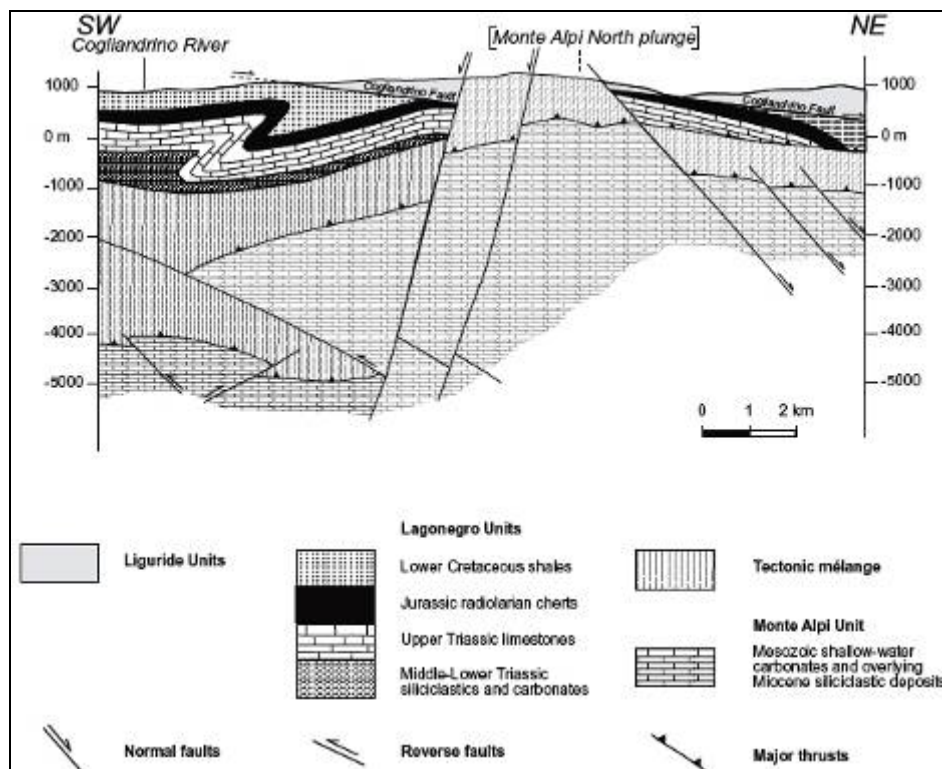 SW
Cogliandrino River
[Monte Alpi North plunge]
NE
1000
0 m
-1000
-2000
-3000
-4000
-5000
Cogliandrino Fault
Cogliandrino Fault
1000
0 m
-1000
-2000
-3000
-4000
-5000
0 1 2 km
Liguride Units
Lagonegro Units
Lower Cretaceous shales
Jurassic radiolarian cherts
Upper Triassic limestones
Middle-Lower Triassic
siliciclastics and carbonates
Tectonic mélange
Monte Alpi Unit
Mesozoic shallow-water
carbonates and overlying
Miocene siliciclastic deposits
Normal faults
Reverse faults
Major thrusts